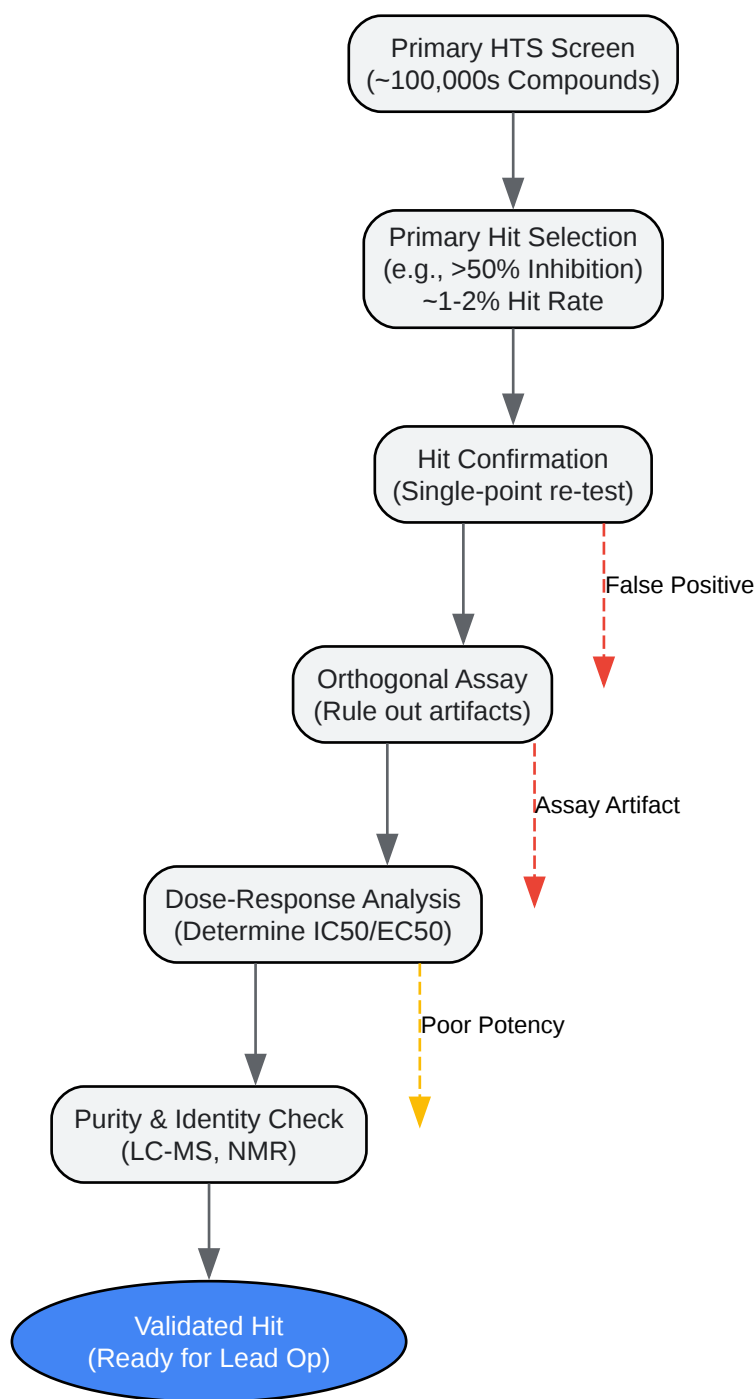 Primary HTS Screen
(~100,000s Compounds)
Primary Hit Selection
(e.g., >50% Inhibition)
~1-2% Hit Rate
Hit Confirmation
(Single-point re-test)
False Positive
Orthogonal Assay
(Rule out artifacts)
Assay Artifact
Dose-Response Analysis
(Determine IC50/EC50)
Poor Potency
Purity & Identity Check
(LC-MS, NMR)
Validated Hit
(Ready for Lead Op)